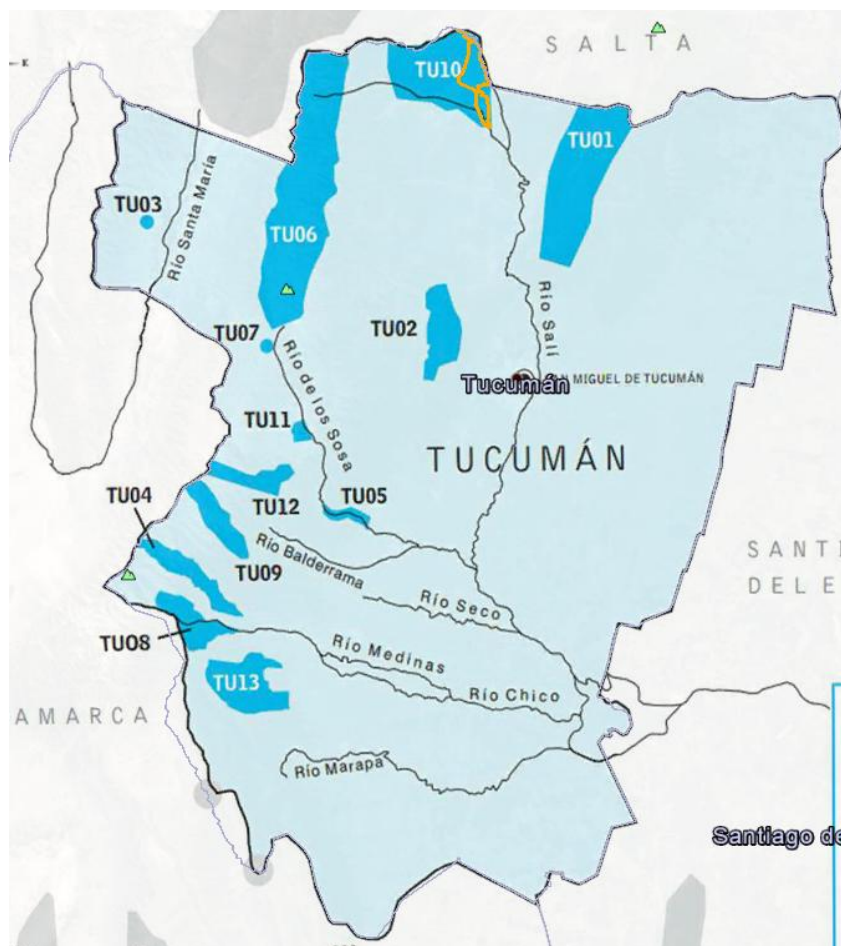 SALTA
E
TU10
TU01
TU03
Río Santa María
TU06
TU07
TU02
Río Salí
Tucumán
SAN MIGUEL DE TUCUMÁN
Río de los Sosa
TU11
TUCUMÁN
TU04
TU12
TU05
SANTI
DEL E
TU09
Río Balderrama
Río Seco
TU08
Río Medinas
TU13
Río Chico
AMARCA
Río Marapa
Santiago de